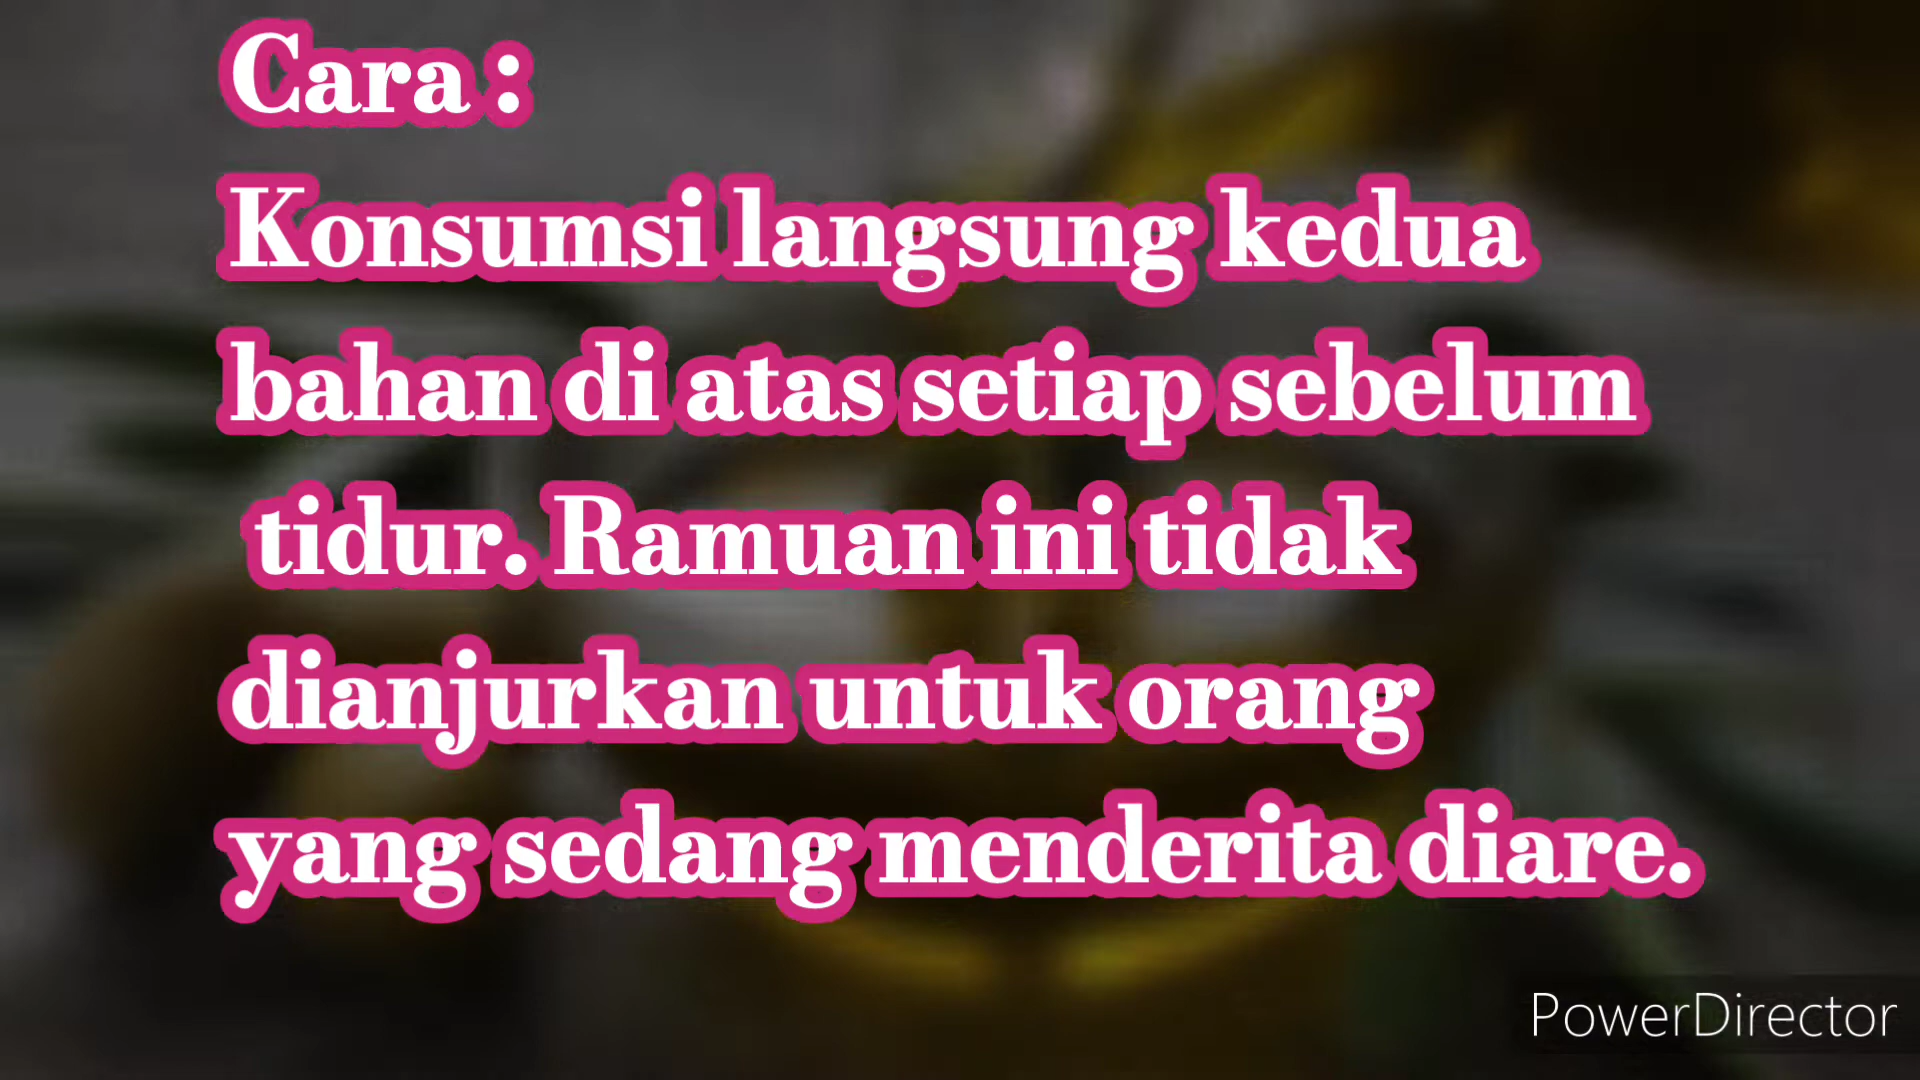 Cara :
Konsumsi langsung kedua
bahan di atas setiap sebelum
tidur. Ramuan ini tidak
dianjurkan untuk orang
yang sedang menderita diare.
PowerDirector